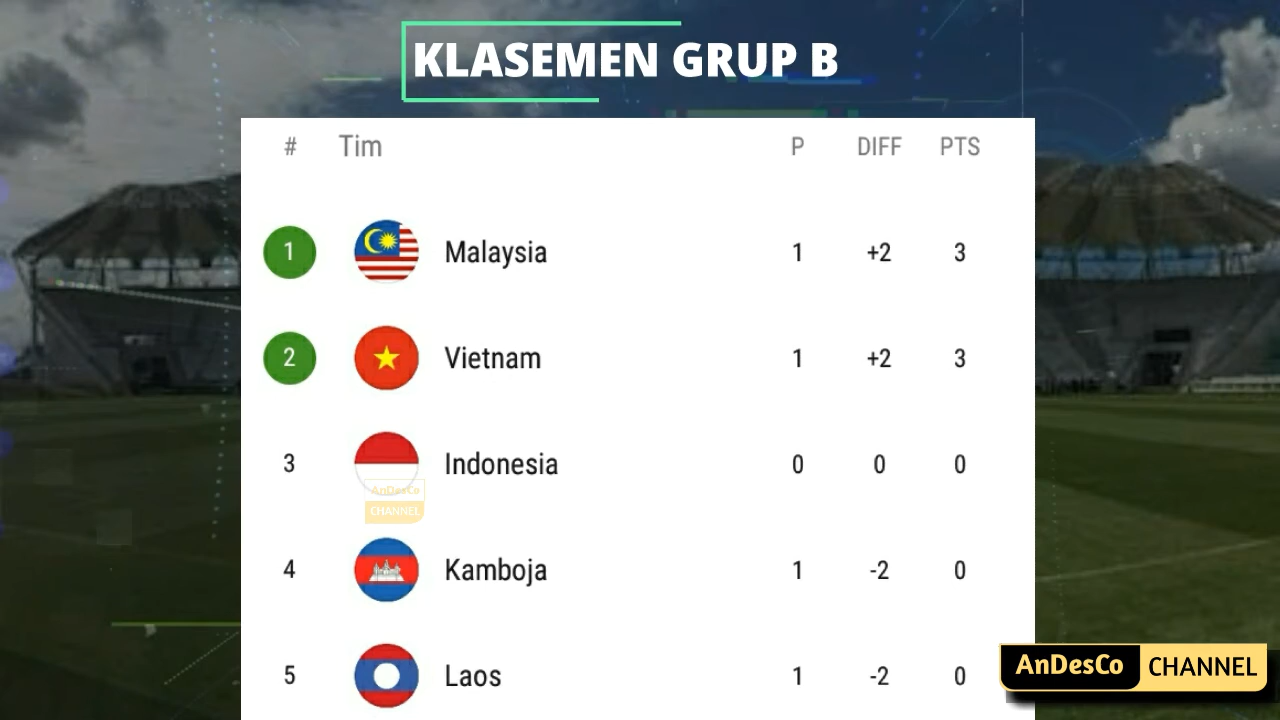 KLASEMEN GRUP B
# Tim P DIFF PTS
1 Malaysia 1 +2 3
2 Vietnam 1 +2 3
3 Indonesia 0 0 0
AnDesCo
CHANNEL
4 Kamboja 1 -2 0
5 Laos 1 -2 0
AnDesCo CHANNEL